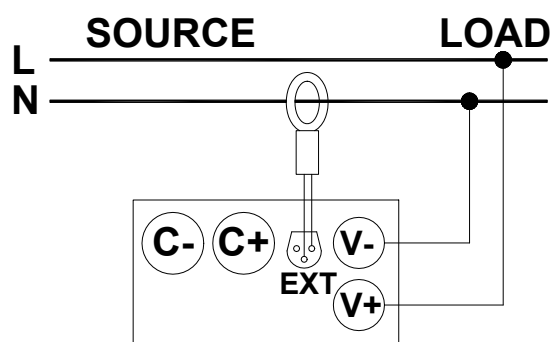 SOURCE LOAD
L
N
C- C+ V-
EXT
V+